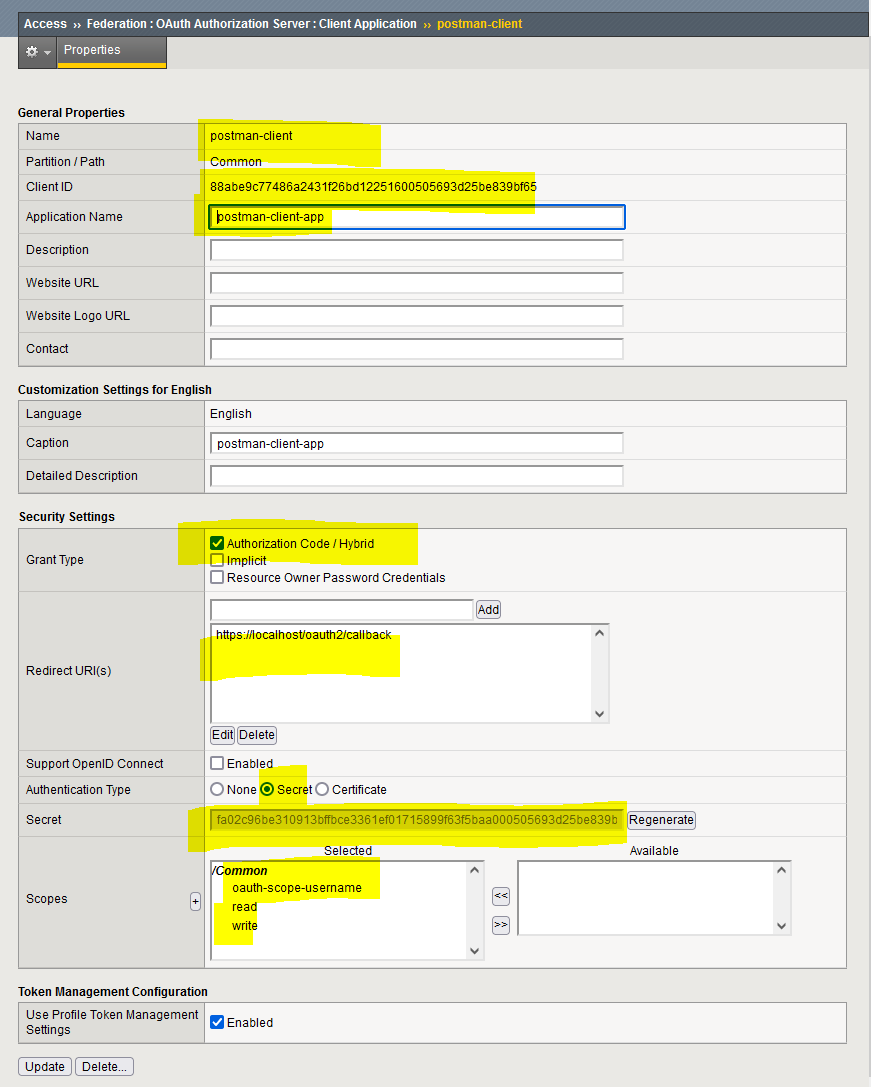 Access ›› Federation : OAuth Authorization Server : Client Application ›› postman-client
Properties
General Properties
Name postman-client
Partition / Path Common
Client ID 88abe9c77486a2431f26bd12251600505693d25be839bf65
Application Name postman-client-app
Description
Website URL
Website Logo URL
Contact
Customization Settings for English
Language English
Caption postman-client-app
Detailed Description
Security Settings
Grant Type
Authorization Code / Hybrid
Implicit
Resource Owner Password Credentials
Redirect URI(s)
Add
https://localhost/oauth2/callback
Edit Delete
Support OpenID Connect Enabled
Authentication Type None Secret Certificate
Secret fa02c96be310913bffbce3361ef01715899f63f5baa000505693d25be839b Regenerate
Scopes
+
Selected Available
/Common
oauth-scope-username
read
write
<<
>>
Token Management Configuration
Use Profile Token Management
Settings
Enabled
Update Delete...